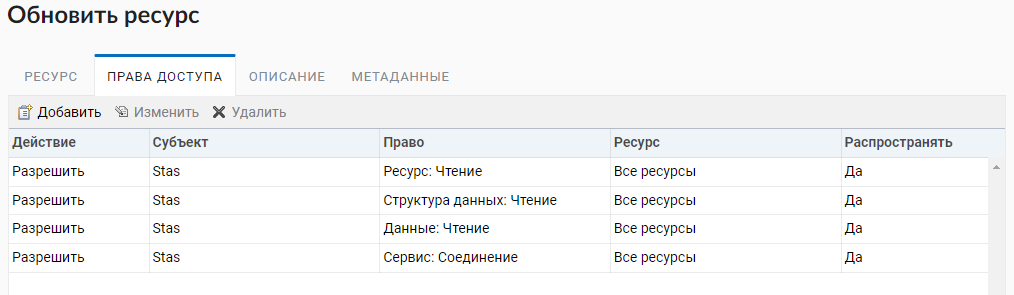 Обновить ресурс
РЕСУРС ПРАВА ДОСТУПА ОПИСАНИЕ МЕТАДАННЫЕ
Добавить Изменить Удалить
Действие Субъект Право Ресурс Распространять
Разрешить Stas Ресурс: Чтение Все ресурсы Да
Разрешить Stas Структура данных: Чтение Все ресурсы Да
Разрешить Stas Данные: Чтение Все ресурсы Да
Разрешить Stas Сервис: Соединение Все ресурсы Да